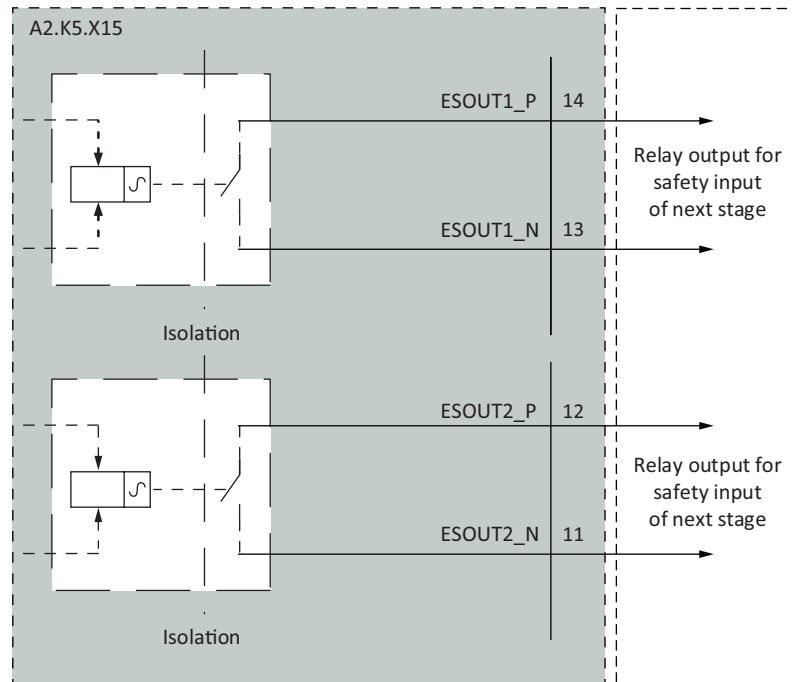 A2.K5.X15
ESOUT1_P 14
Relay output for
safety input
of next stage
ESOUT1_N 13
Isolation
ESOUT2_P 12
Relay output for
safety input
of next stage
ESOUT2_N 11
Isolation